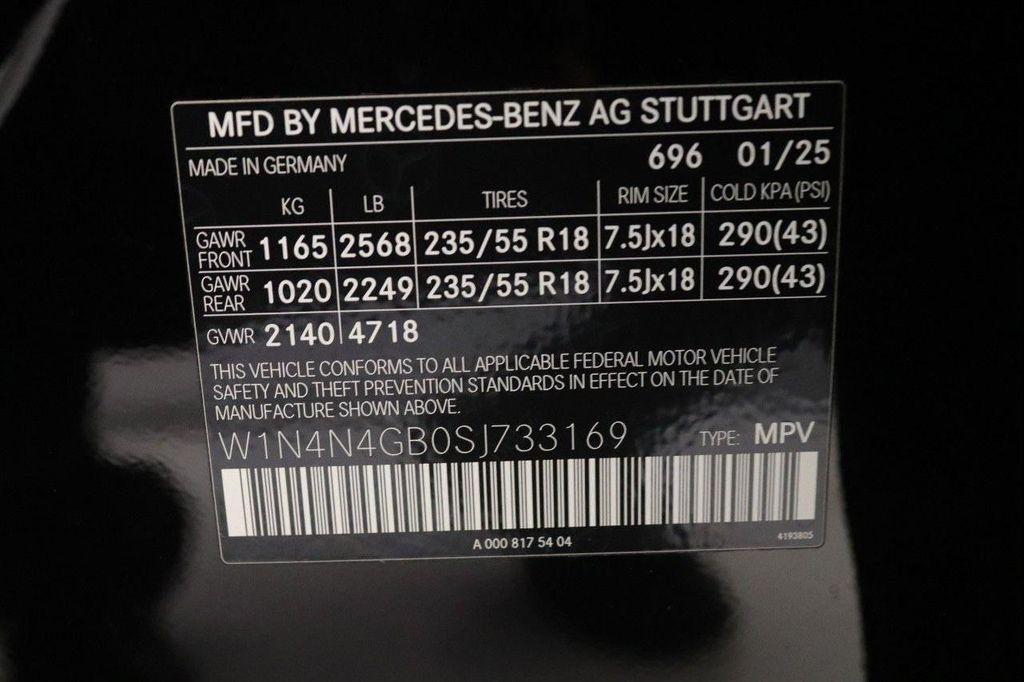 MFD BY MERCEDES-BENZ AG STUTTGART
MADE IN GERMANY 696 01/25
KG LB TIRES RIM SIZE COLD KPA (PSI)
GAWR FRONT 1165 2568 235/55 R18 7.5Jx18 290(43)
GAWR REAR 1020 2249 235/55 R18 7.5Jx18 290(43)
GVWR 2140 4718
THIS VEHICLE CONFORMS TO ALL APPLICABLE FEDERAL MOTOR VEHICLE
SAFETY AND THEFT PREVENTION STANDARDS IN EFFECT ON THE DATE OF
MANUFACTURE SHOWN ABOVE.
W1N4N4GB0SJ733169 TYPE: MPV
A 000 817 54 04 4193805